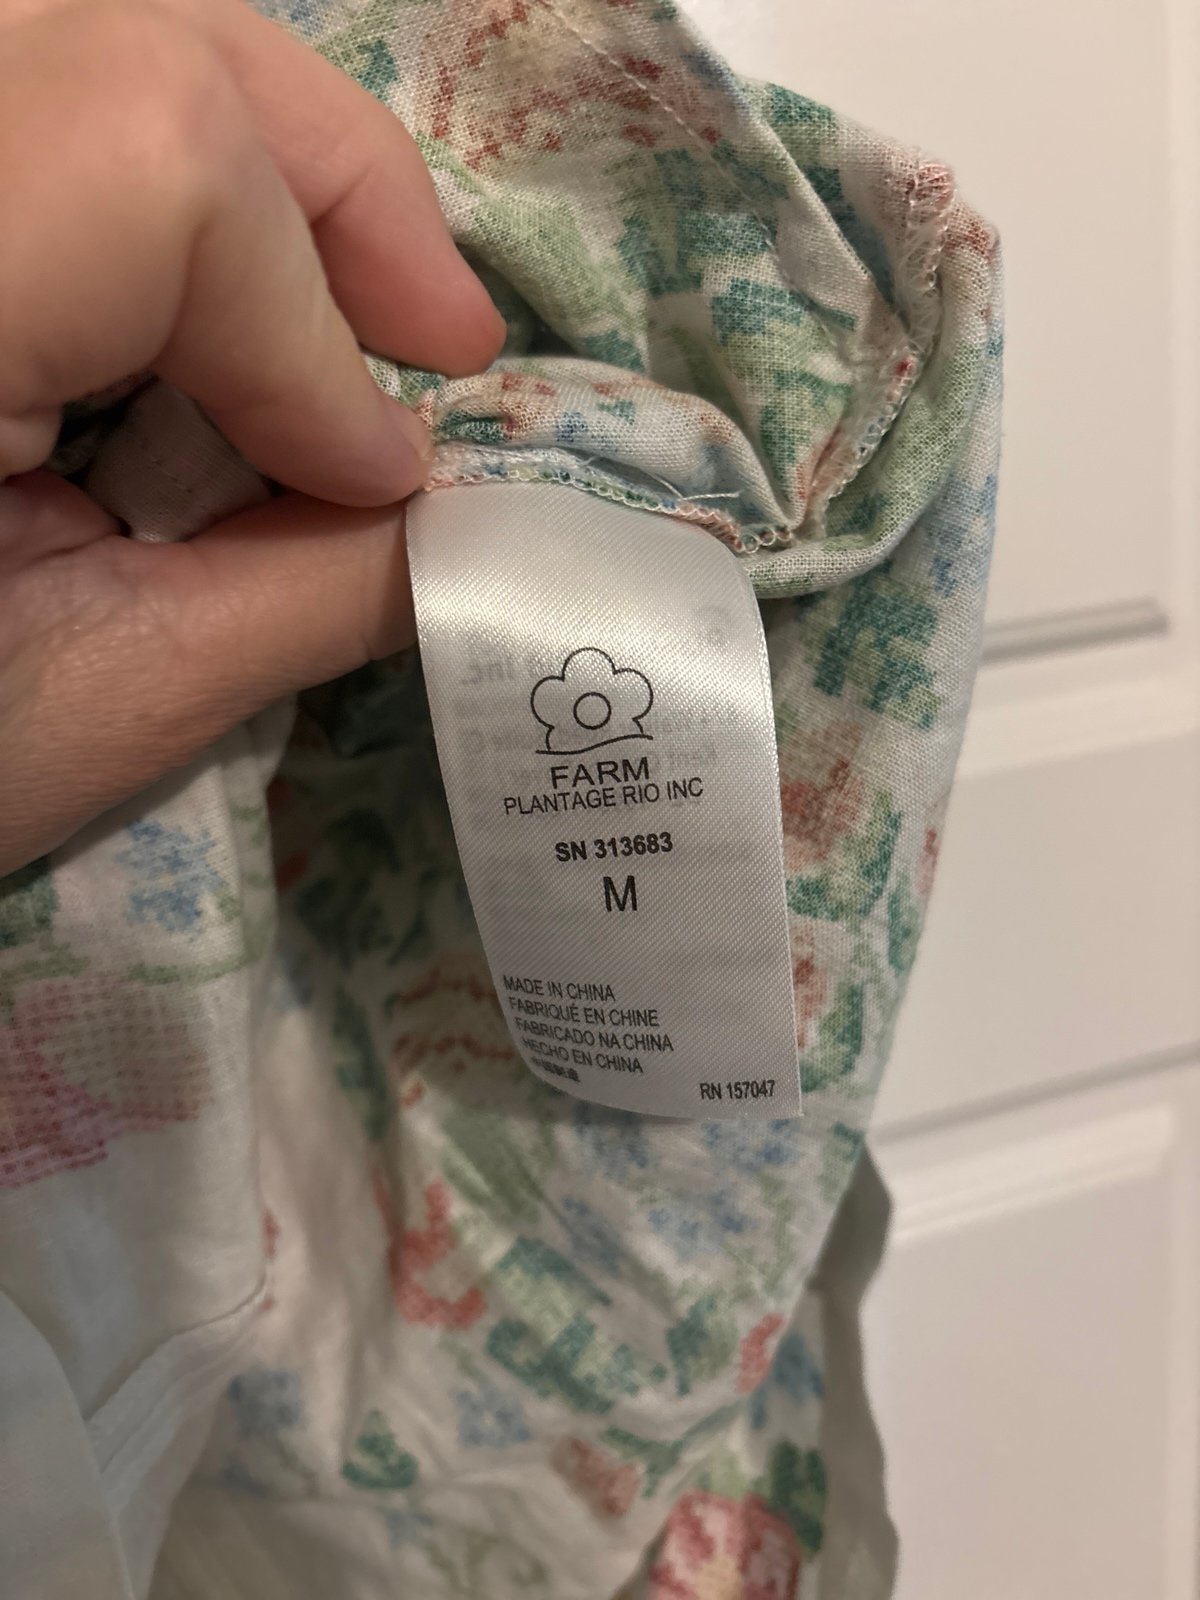 FARM
PLANTAGE RIO INC
SN 313683
M
MADE IN CHINA
FABRIQUÉ EN CHINE
FABRICADO NA CHINA
HECHO EN CHINA
RN 157047